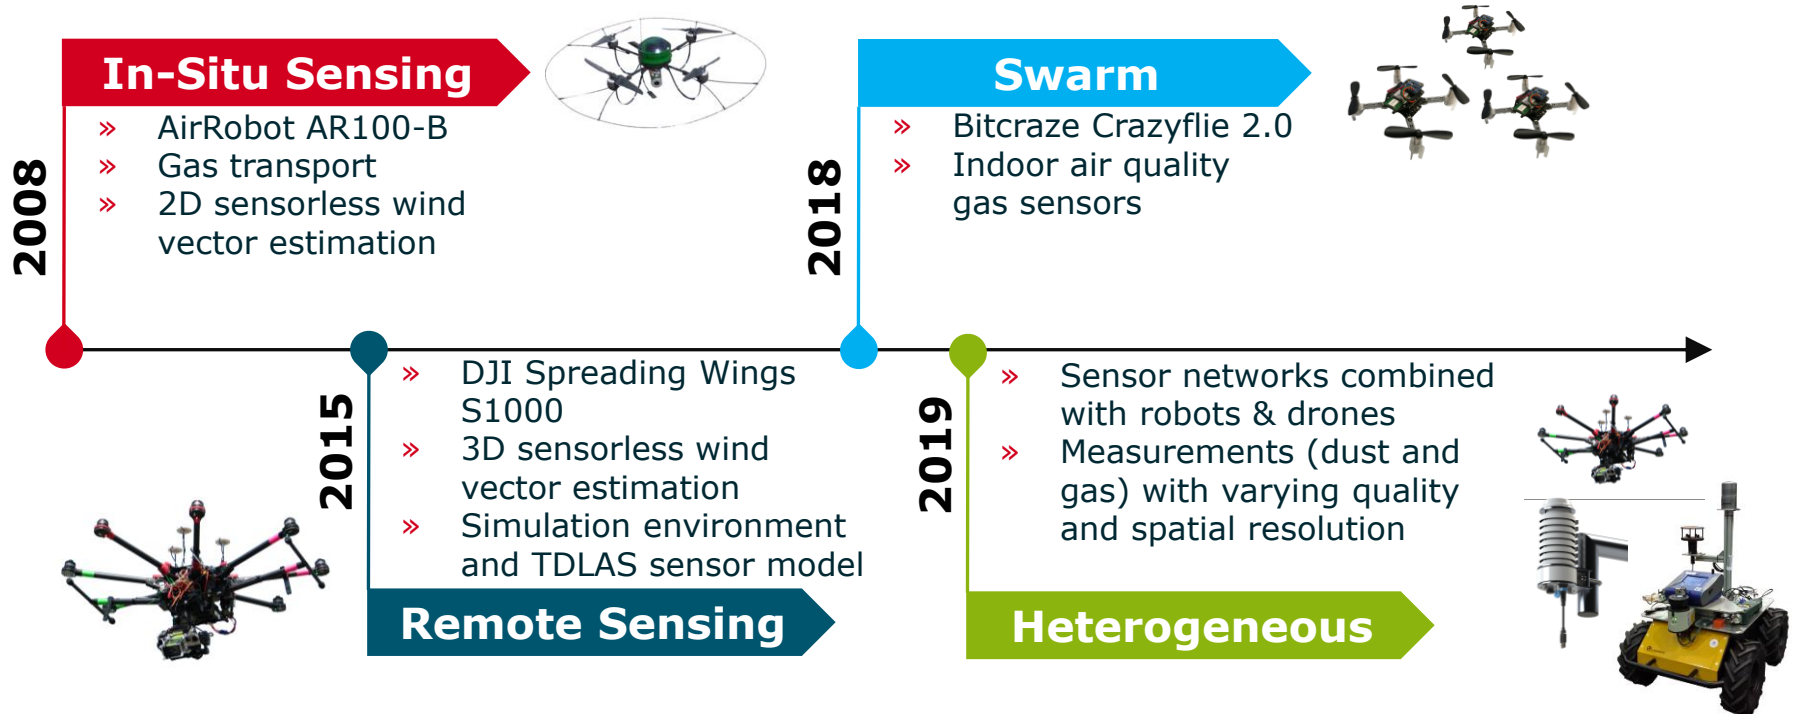 In-Situ Sensing
2008
» AirRobot AR100-B
» Gas transport
» 2D sensorless wind
vector estimation
2015
» DJI Spreading Wings
S1000
» 3D sensorless wind
vector estimation
» Simulation environment
and TDLAS sensor model
Remote Sensing
Swarm
2018
» Bitcraze Crazyflie 2.0
» Indoor air quality
gas sensors
2019
» Sensor networks combined
with robots & drones
» Measurements (dust and
gas) with varying quality
and spatial resolution
Heterogeneous